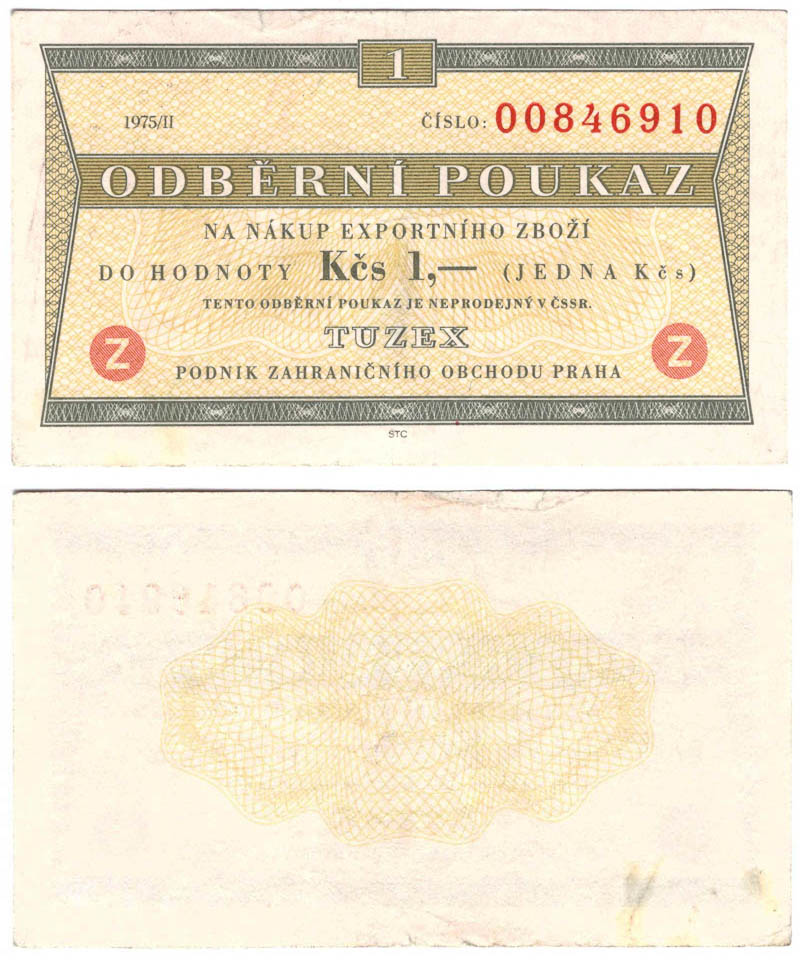 1
1975/II
ČÍSLO: 00846910
ODBĚRNÍ POUKAZ
NA NÁKUP EXPORTNÍHO ZBOŽÍ
DO HODNOTY Kčs 1,— (JEDNA Kčs)
TENTO ODBĚRNÍ POUKAZ JE NEPRODEJNÝ V ČSSR.
TUZEX
Z Z
PODNIK ZAHRANIČNÍHO OBCHODU PRAHA
STC